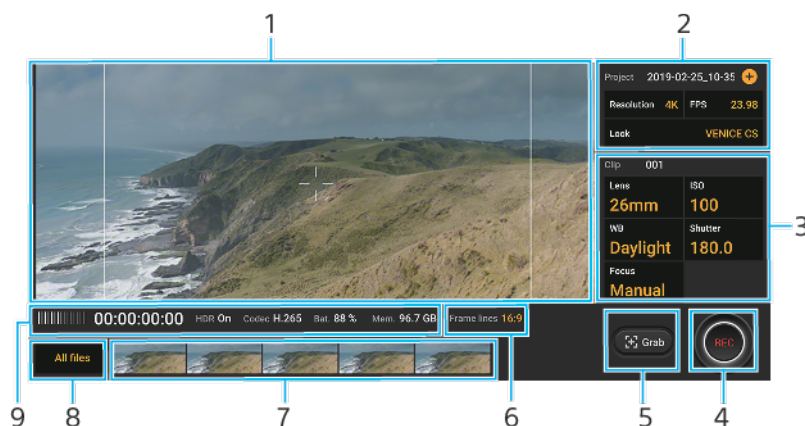 1
2
Project 2019-02-25_10-35 +
Resolution 4K FPS 23.98
Look VENICE CS
Clip 001
Lens ISO
26mm 100
WB Shutter
Daylight 180.0
Focus
Manual
3
00:00:00:00 HDR On Codec H.265 Bat. 88 % Mem. 96.7 GB Frame lines 16:9
Grab REC
All files
9 8 7 6 5 4